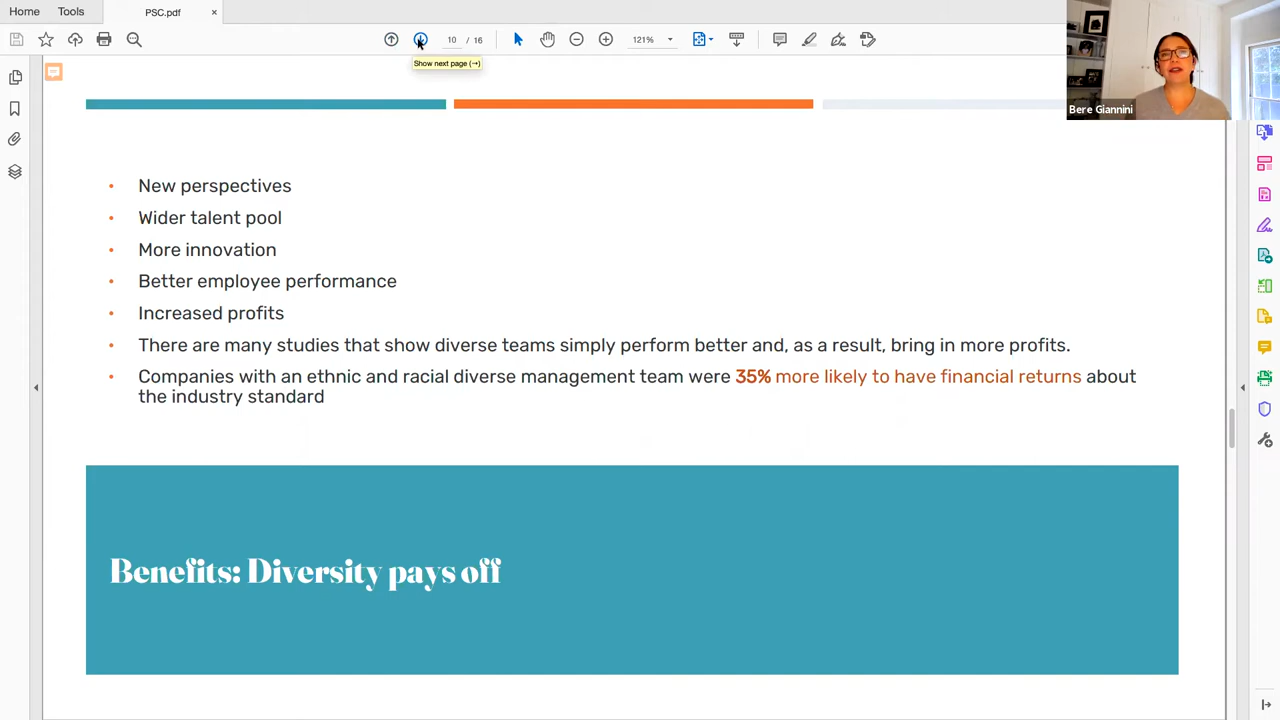 Home Tools PSC.pdf ×
10 / 16 121%
Show next page (→)
Bere Giannini
• New perspectives
• Wider talent pool
• More innovation
• Better employee performance
• Increased profits
• There are many studies that show diverse teams simply perform better and, as a result, bring in more profits.
• Companies with an ethnic and racial diverse management team were 35% more likely to have financial returns about
the industry standard
Benefits: Diversity pays off